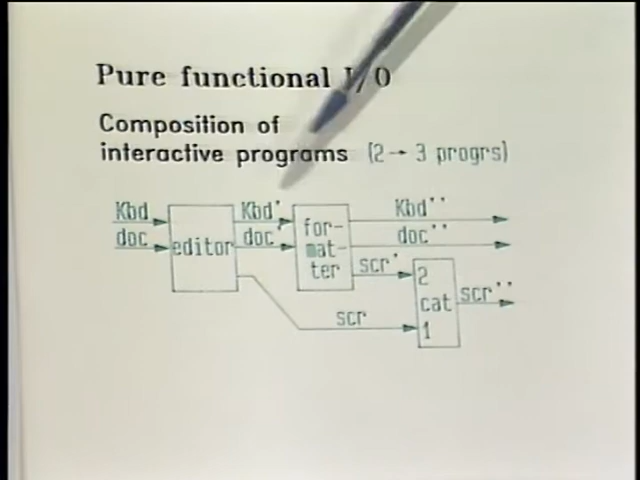 Pure functional I/O
Composition of
interactive programs (2→ 3 progrs)
Kbd
doc
editor
Kbd'
doc'
for-
mat-
ter
Kbd''
doc''
scr'
scr
2
cat
1
scr''